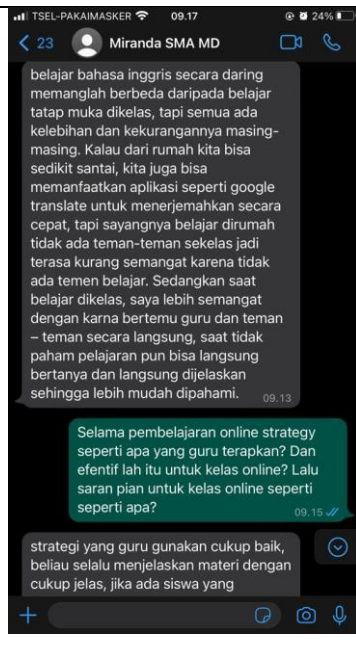 TSEL-PAKAIMASKER 09.17 24%
23 Miranda SMA MD
belajar bahasa inggris secara daring
memanglah berbeda daripada belajar
tatap muka dikelas, tapi semua ada
kelebihan dan kekurangannya masing-
masing. Kalau dari rumah kita bisa
sedikit santai, kita juga bisa
memanfaatkan aplikasi seperti google
translate untuk menerjemahkan secara
cepat, tapi sayangnya belajar dirumah
tidak ada teman-teman sekelas jadi
terasa kurang semangat karena tidak
ada temen belajar. Sedangkan saat
belajar dikelas, saya lebih semangat
dengan karna bertemu guru dan teman
– teman secara langsung, saat tidak
paham pelajaran pun bisa langsung
bertanya dan langsung dijelaskan
sehingga lebih mudah dipahami. 09.13
Selama pembelajaran online strategy
seperti apa yang guru terapkan? Dan
efentif lah itu untuk kelas online? Lalu
saran pian untuk kelas online seperti
seperti apa?
09.15
strategi yang guru gunakan cukup baik,
beliau selalu menjelaskan materi dengan
cukup jelas, jika ada siswa yang